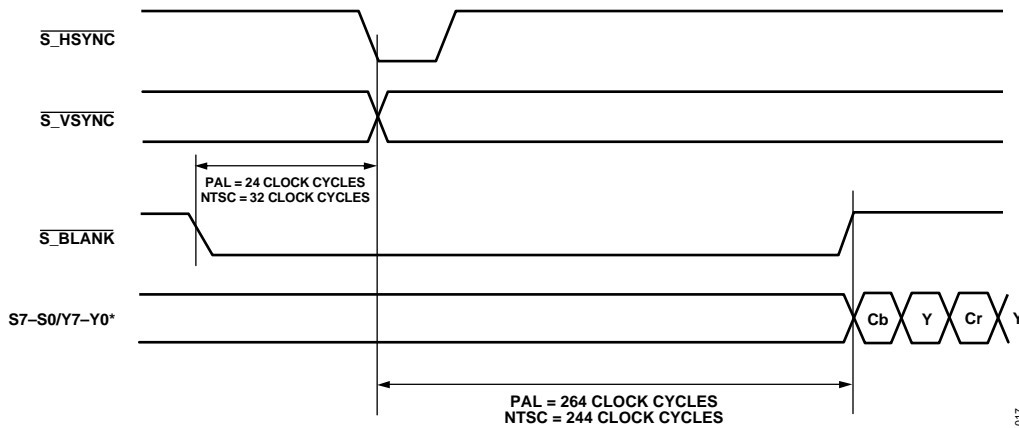 S_HSYNC
S_VSYNC
PAL = 24 CLOCK CYCLES
NTSC = 32 CLOCK CYCLES
S_BLANK
S7–S0/Y7–Y0*
Cb
Y
Cr
Y
PAL = 264 CLOCK CYCLES
NTSC = 244 CLOCK CYCLES
017